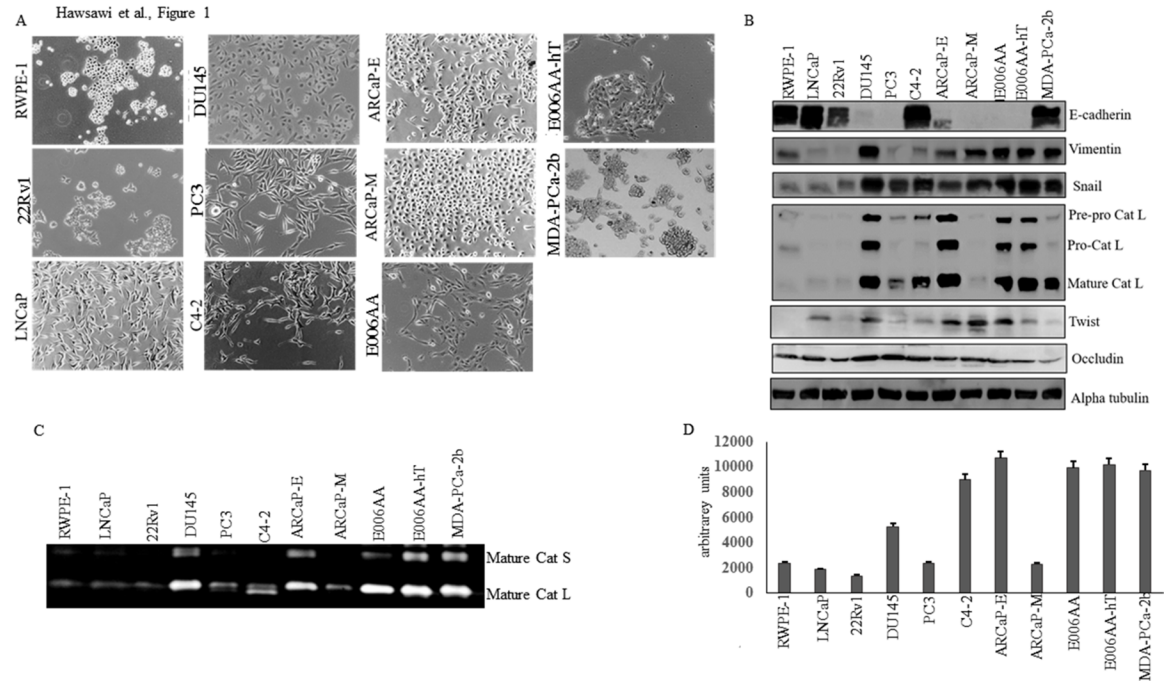 Hawsawi et al., Figure 1
A
RWPE-1
DU145
ARCaP-E
E006AA-hT
22Rv1
PC3
ARCaP-M
MDA-PCa-2b
LNCaP
C4-2
E006AA
B
RWPE-1
LNCaP
22Rv1
DU145
PC3
C4-2
ARCaP-E
ARCaP-M
E006AA
E006AA-hT
MDA-PCa-2b
E-cadherin
Vimentin
Snail
Pre-pro Cat L
Pro-Cat L
Mature Cat L
Twist
Occludin
Alpha tubulin
C
RWPE-1
LNCaP
22Rv1
DU145
PC3
C4-2
ARCaP-E
ARCaP-M
E006AA
E006AA-hT
MDA-PCa-2b
Mature Cat S
Mature Cat L
D
arbitrarey units
12000
10000
8000
6000
4000
2000
0
RWPE-1
LNCaP
22Rv1
DU145
PC3
C4-2
ARCaP-E
ARCaP-M
E006AA
E006AA-hT
MDA-PCa-2b